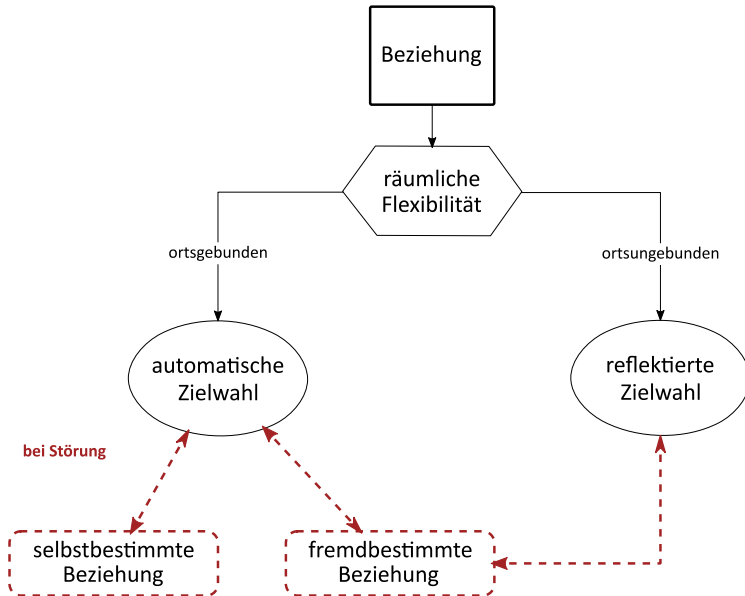 Beziehung
räumliche
Flexibilität
ortsgebunden
ortsungebunden
automatische
Zielwahl
reflektierte
Zielwahl
bei Störung
selbstbestimmte
Beziehung
fremdbestimmte
Beziehung